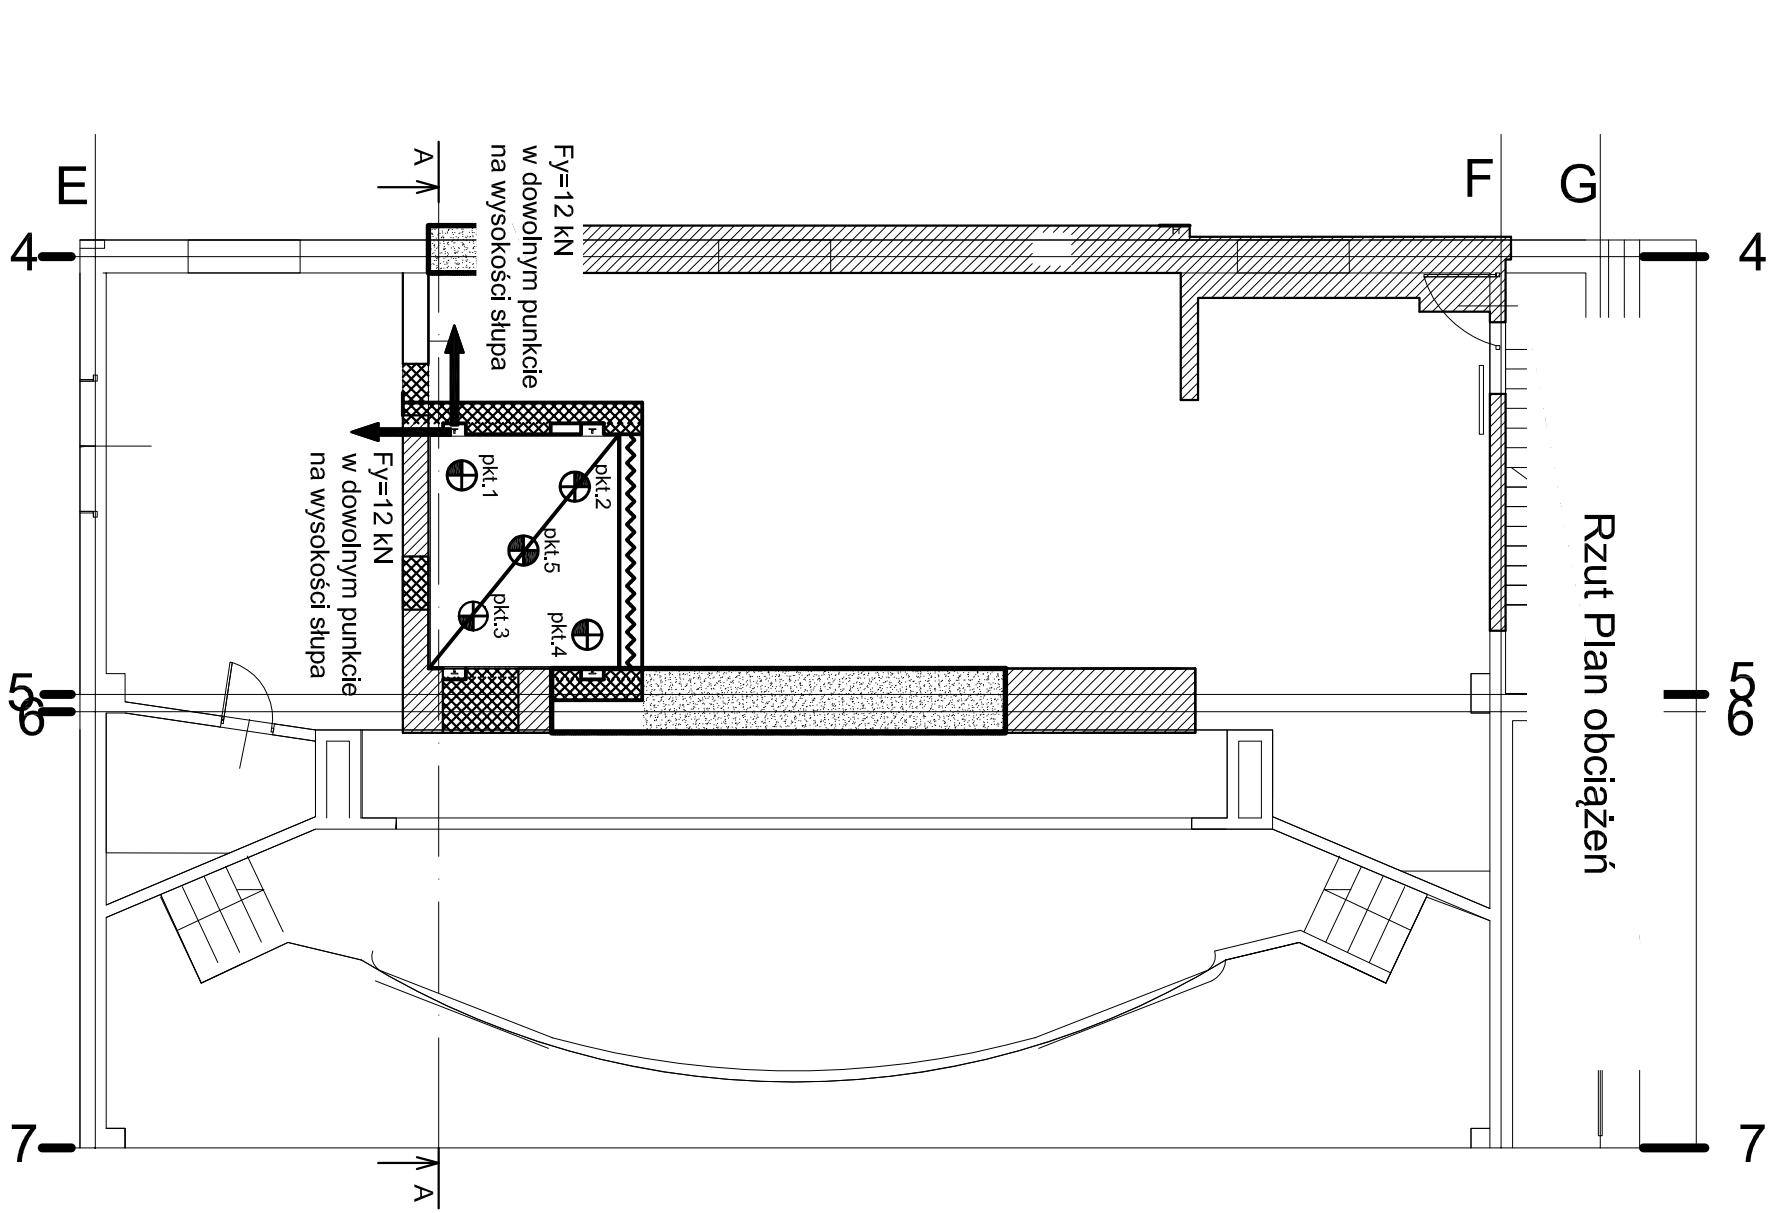 E
F
G
4
4
A
Fy=12 kN
w dowolnym punkcie
na wysokości słupa
Fy=12 kN
w dowolnym punkcie
na wysokości słupa
pkt.1
pkt.2
pkt.5
pkt.3
pkt.4
Rzut Plan obciążeń
5
5
6
6
7
7
A